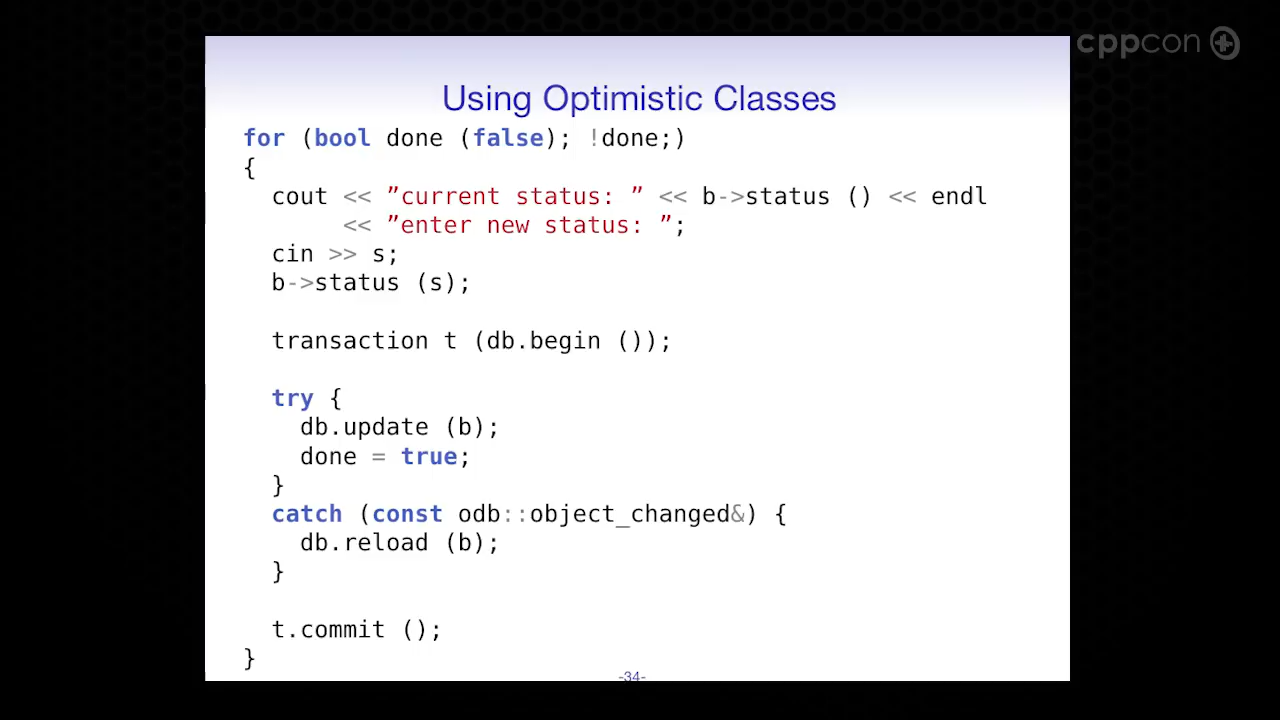 cppcon
Using Optimistic Classes
for (bool done (false); !done;)
{
  cout << ”current status: ” << b->status () << endl
       << ”enter new status: ”;
  cin >> s;
  b->status (s);

  transaction t (db.begin ());

  try {
    db.update (b);
    done = true;
  }
  catch (const odb::object_changed&) {
    db.reload (b);
  }

  t.commit ();
}
-34-